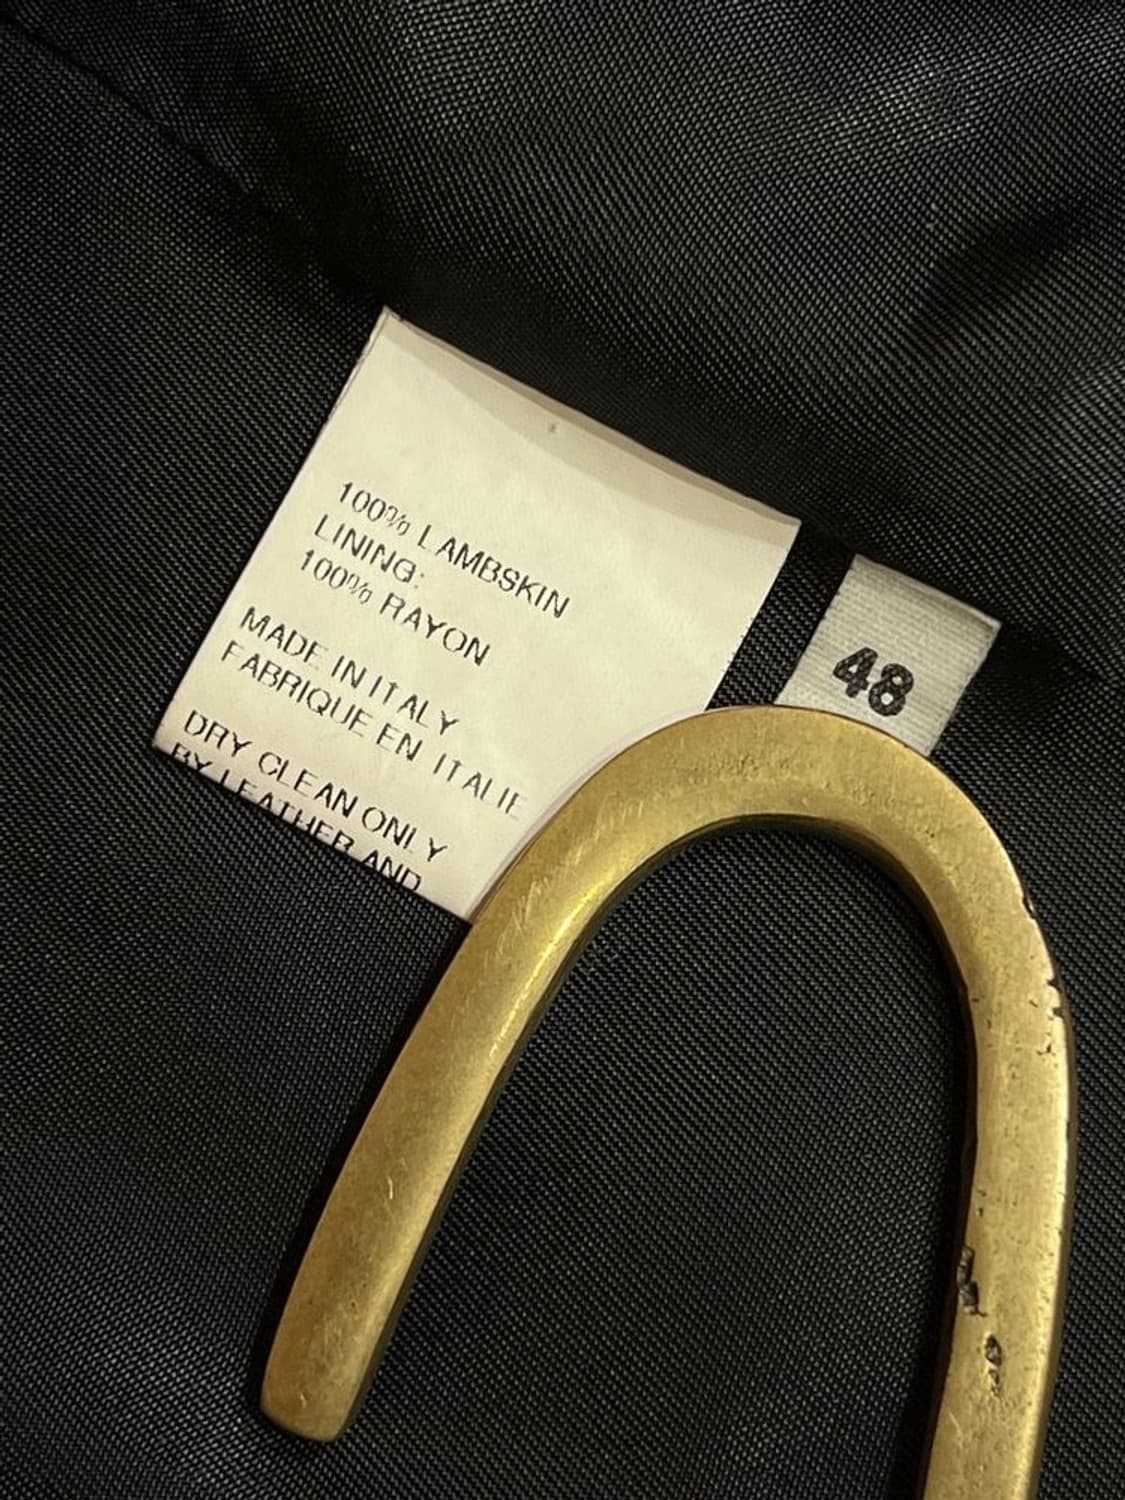 100% LAMBSKIN
LINING:
100% RAYON
MADE IN ITALY
FABRIQUE EN ITALIE
DRY CLEAN ONLY
BY LEATHER AND
48